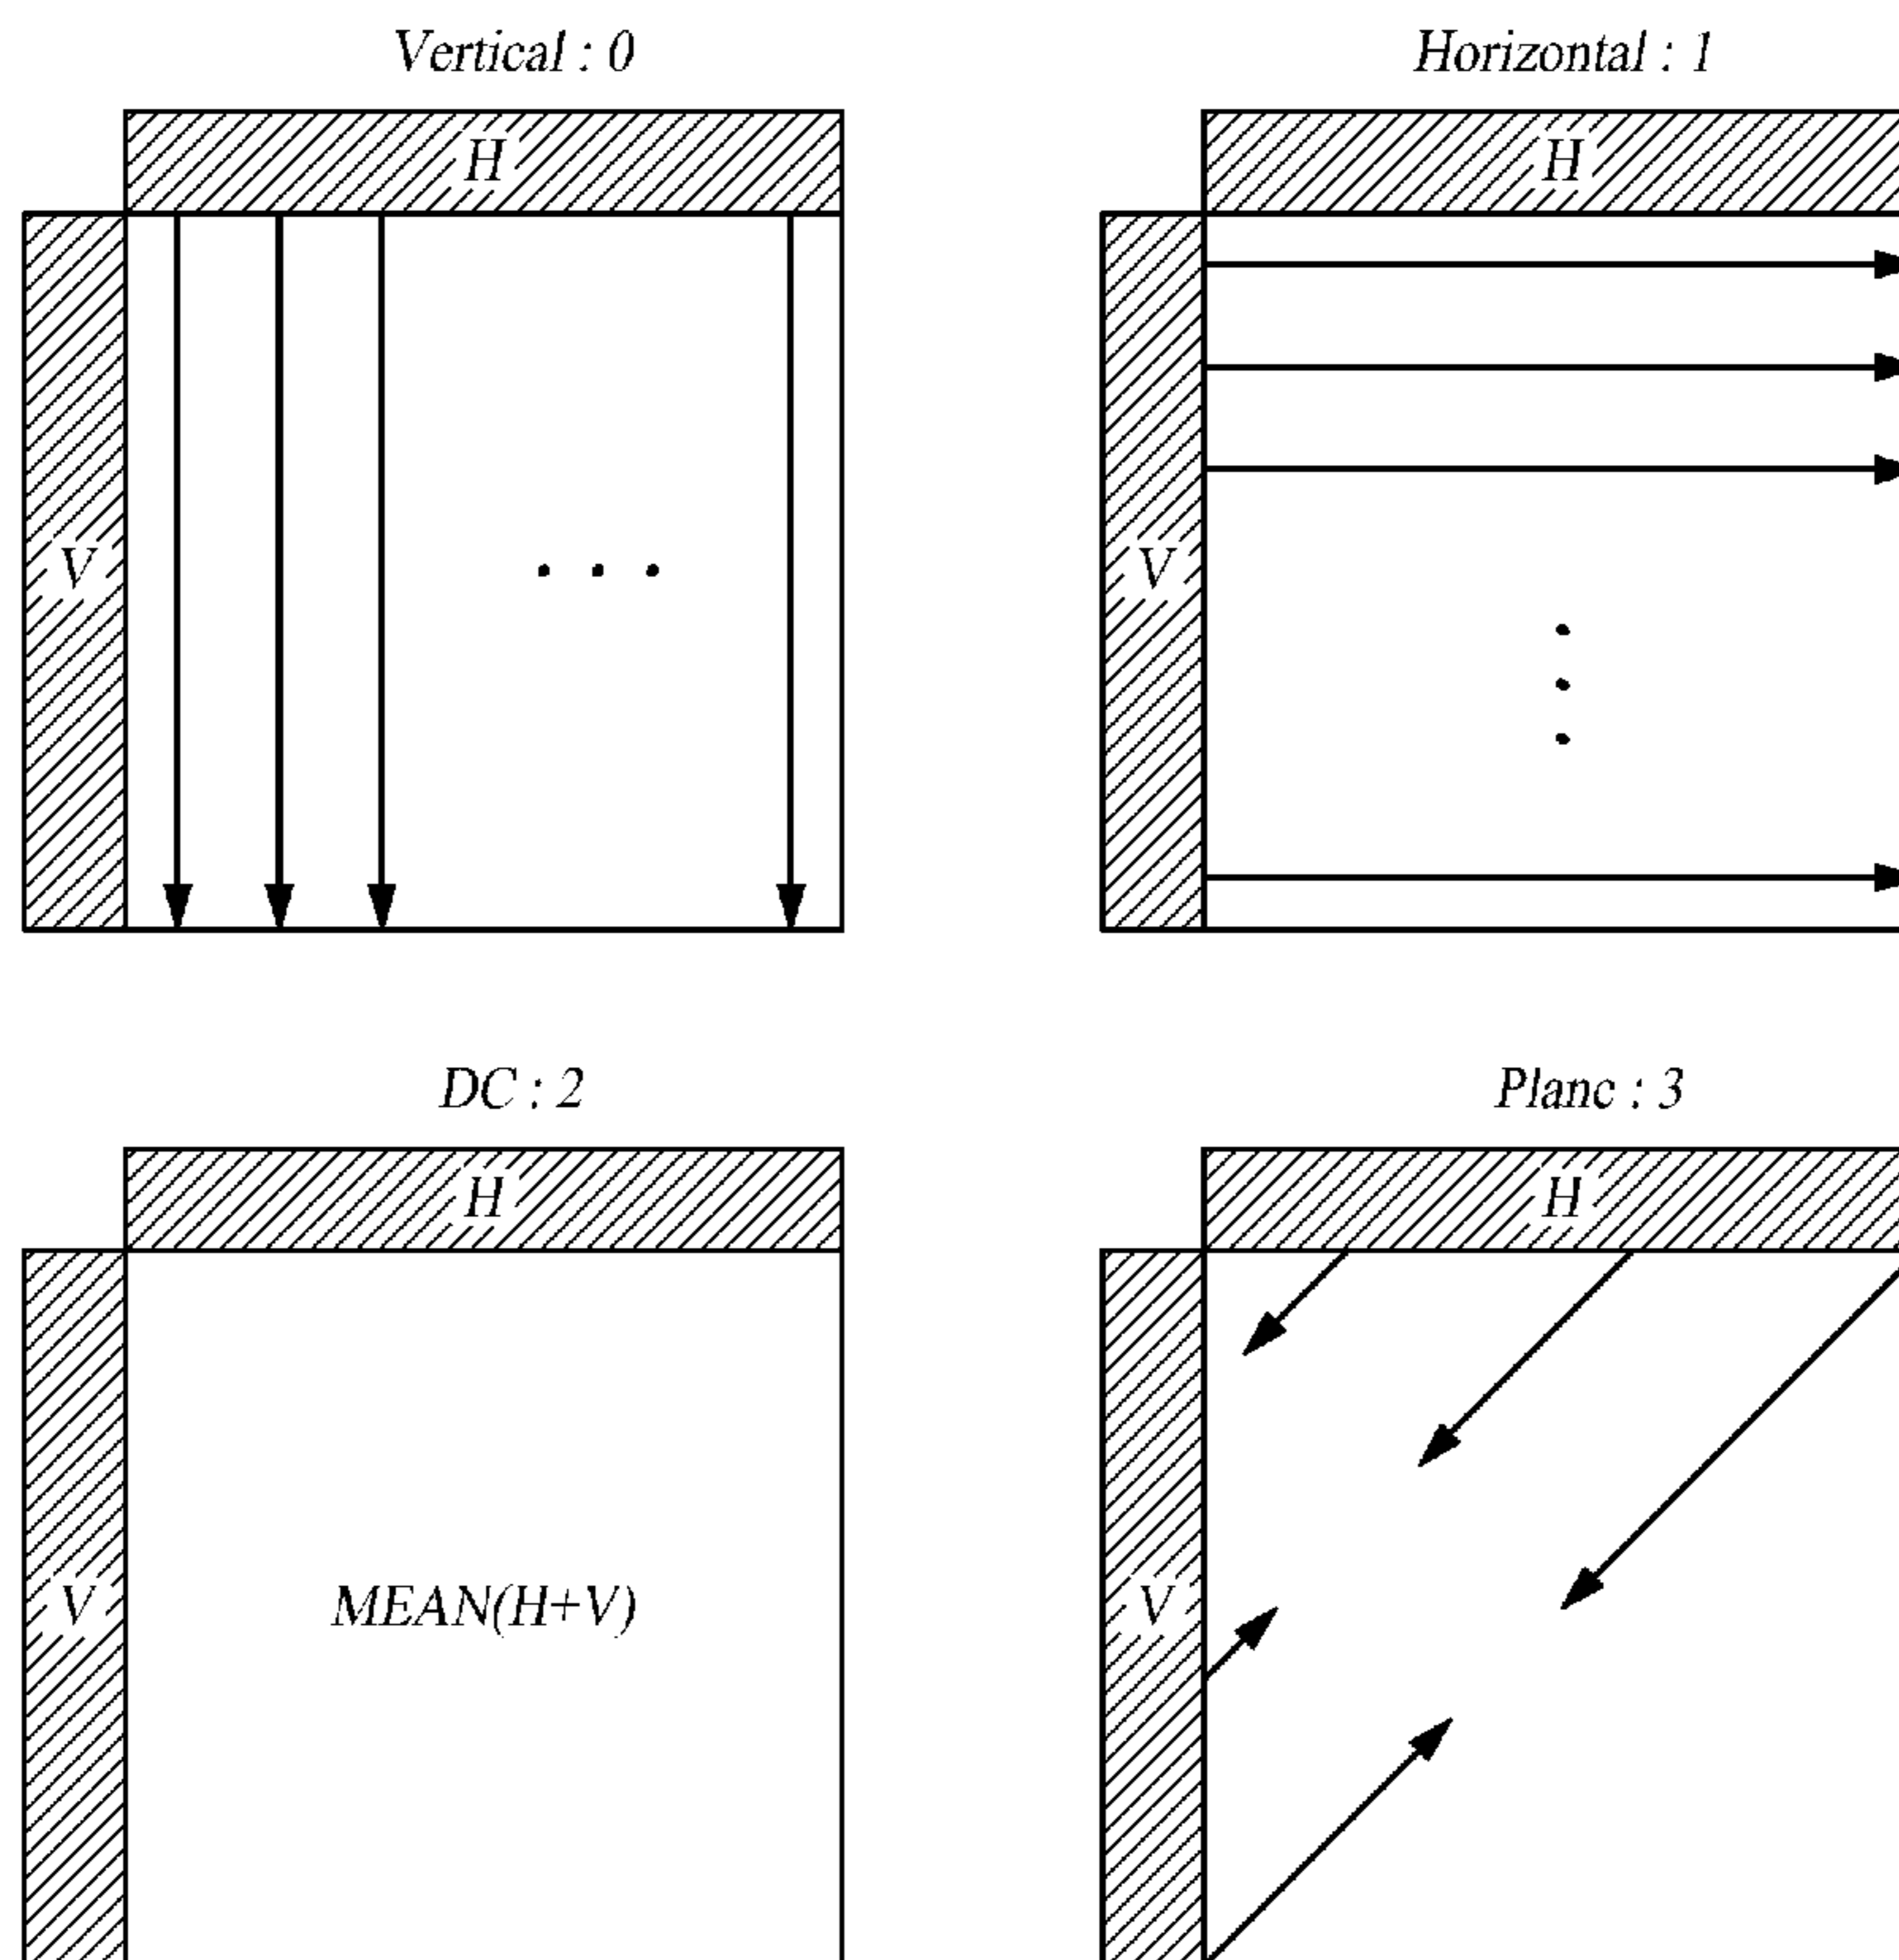 Vertical : 0
Horizontal : 1
H
H
V
. . .
V
DC : 2
Planc : 3
H
H
V
MEAN(H+V)
V